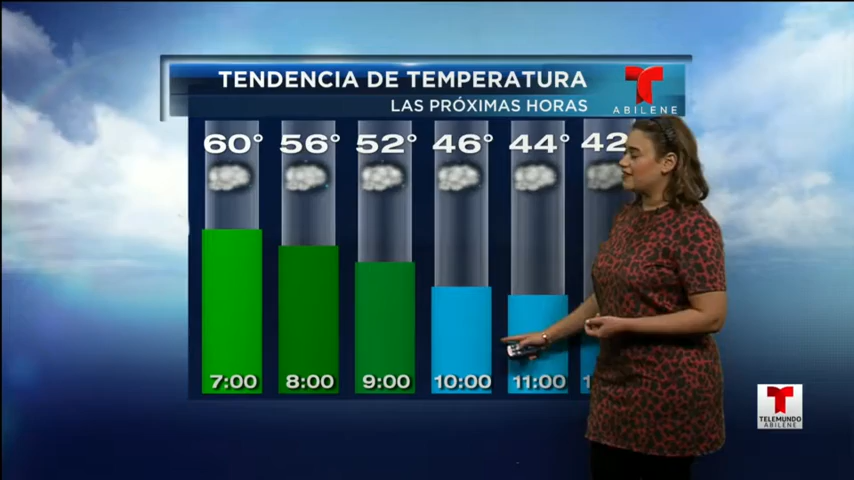 TENDENCIA DE TEMPERATURA
LAS PRÓXIMAS HORAS
ABILENE
60° 56° 52° 46° 44° 42
7:00 8:00 9:00 10:00 11:00
TELEMUNDO
ABILENE